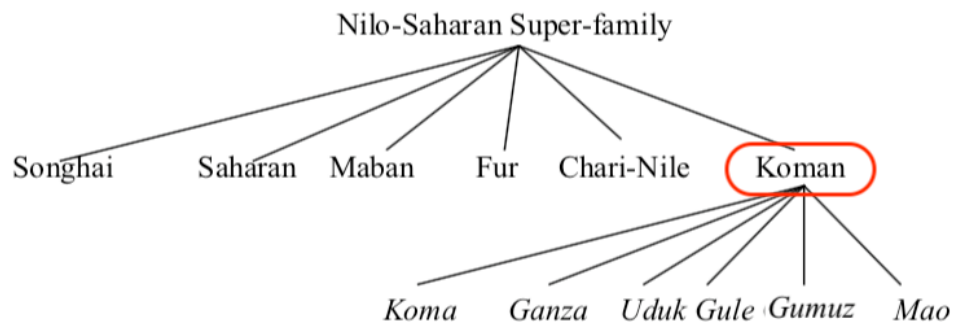 Nilo-Saharan Super-family
Songhai Saharan Maban Fur Chari-Nile Koman
Koma Ganza Uduk Gule Gumuz Mao